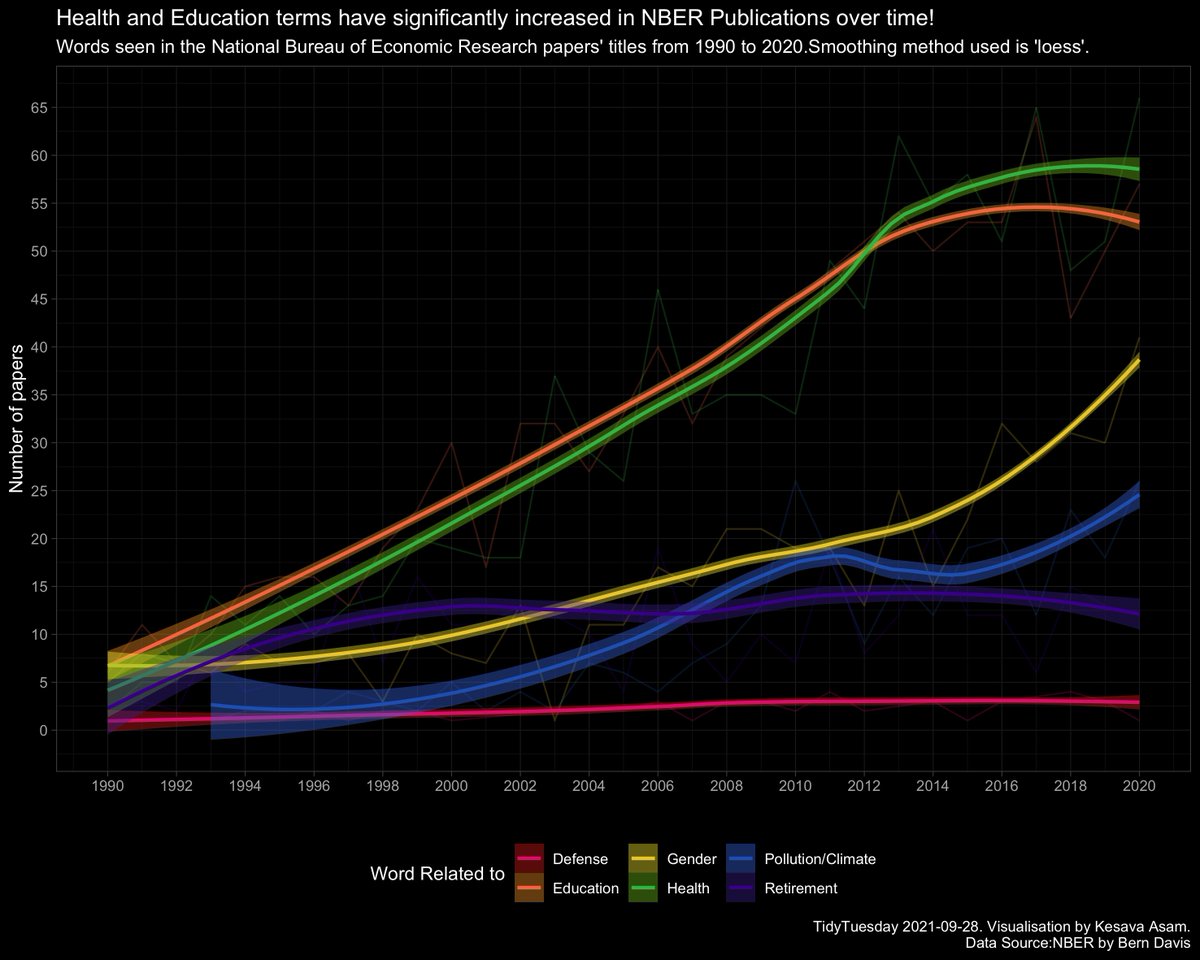 Health and Education terms have significantly increased in NBER Publications over time!
Words seen in the National Bureau of Economic Research papers' titles from 1990 to 2020.Smoothing method used is 'loess'.
Number of papers
65
60
55
50
45
40
35
30
25
20
15
10
5
0
1990 1992 1994 1996 1998 2000 2002 2004 2006 2008 2010 2012 2014 2016 2018 2020
Word Related to
Defense Gender Pollution/Climate
Education Health Retirement
TidyTuesday 2021-09-28. Visualisation by Kesava Asam.
Data Source:NBER by Bern Davis